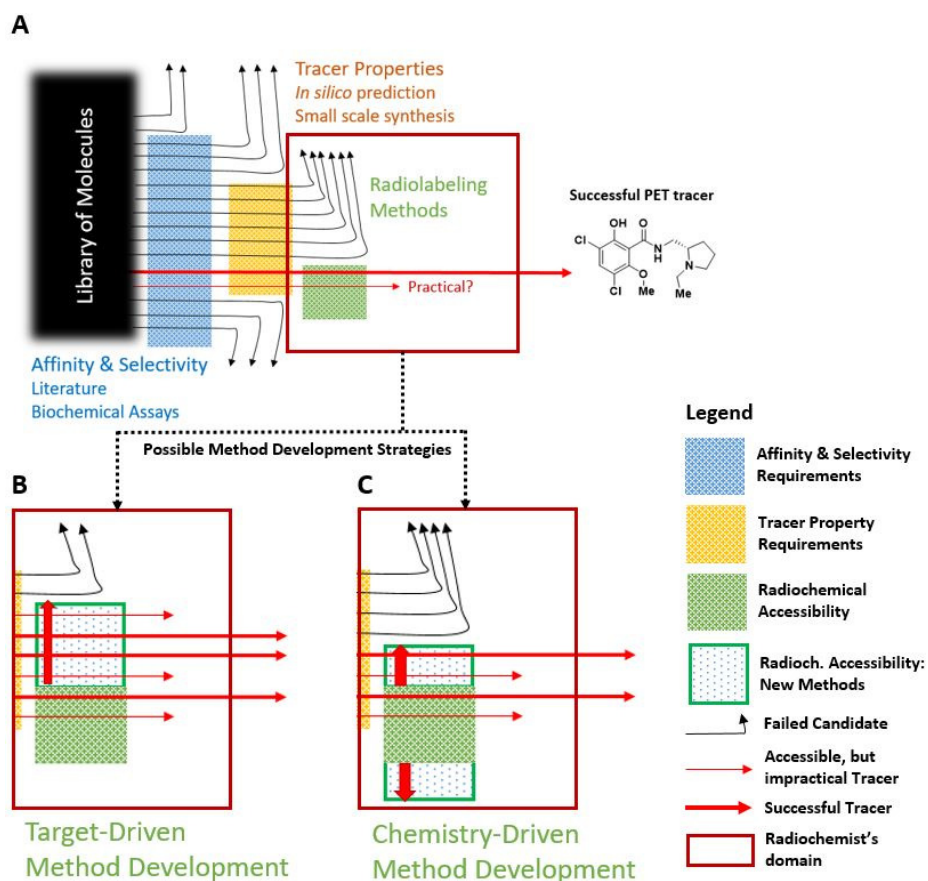 A
Tracer Properties
In silico prediction
Small scale synthesis
Library of Molecules
Radiolabeling
Methods
Practical?
Successful PET tracer
OH
O
Cl
N
H
N
O
Cl
Me
Me
Affinity & Selectivity
Literature
Biochemical Assays
Possible Method Development Strategies
B
C
Target-Driven
Method Development
Chemistry-Driven
Method Development
Legend
Affinity & Selectivity
Requirements
Tracer Property
Requirements
Radiochemical
Accessibility
Radioch. Accessibility:
New Methods
Failed Candidate
Accessible, but
impractical Tracer
Successful Tracer
Radiochemist's
domain